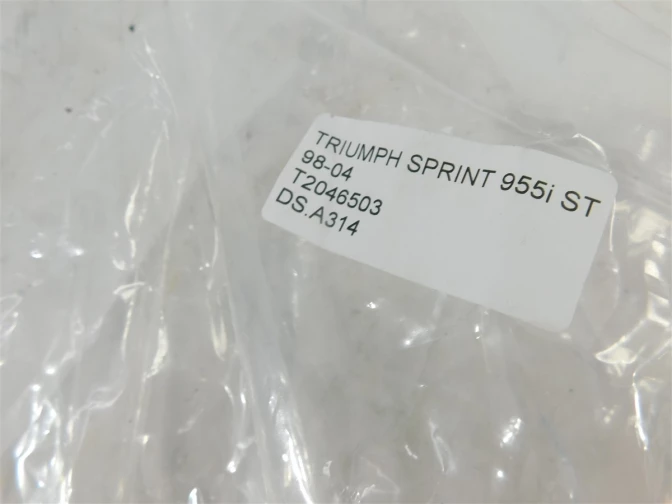 TRIUMPH SPRINT 955i ST
98-04
T2046503
DS.A314